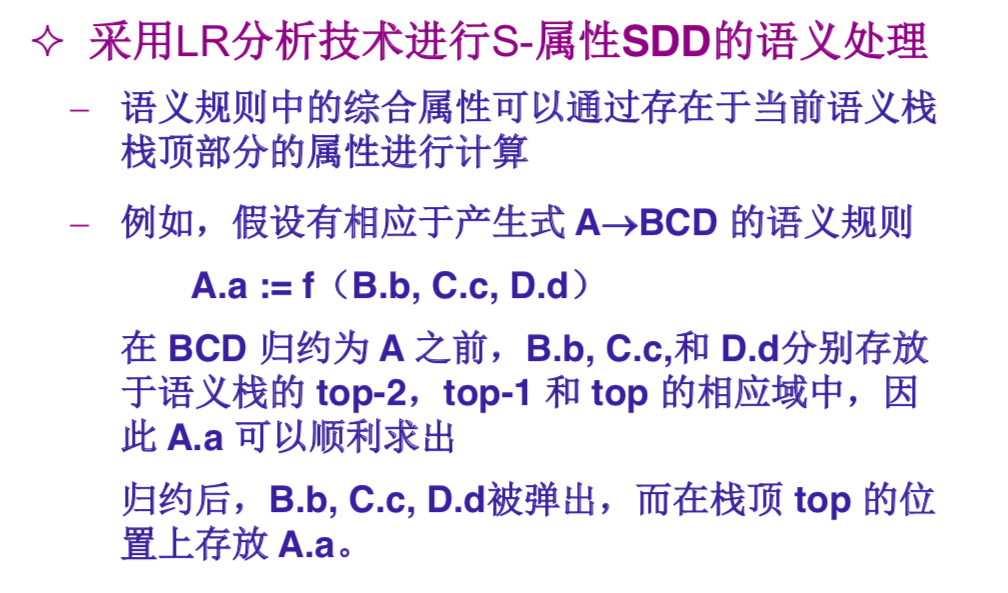 ✧ 采用LR分析技术进行S-属性SDD的语义处理
– 语义规则中的综合属性可以通过存在于当前语义栈
栈顶部分的属性进行计算
– 例如，假设有相应于产生式 A→BCD 的语义规则
A.a := f（B.b, C.c, D.d）
在 BCD 归约为 A 之前，B.b, C.c,和 D.d分别存放
于语义栈的 top-2，top-1 和 top 的相应域中，因
此 A.a 可以顺利求出
归约后，B.b, C.c, D.d被弹出，而在栈顶 top 的位
置上存放 A.a。